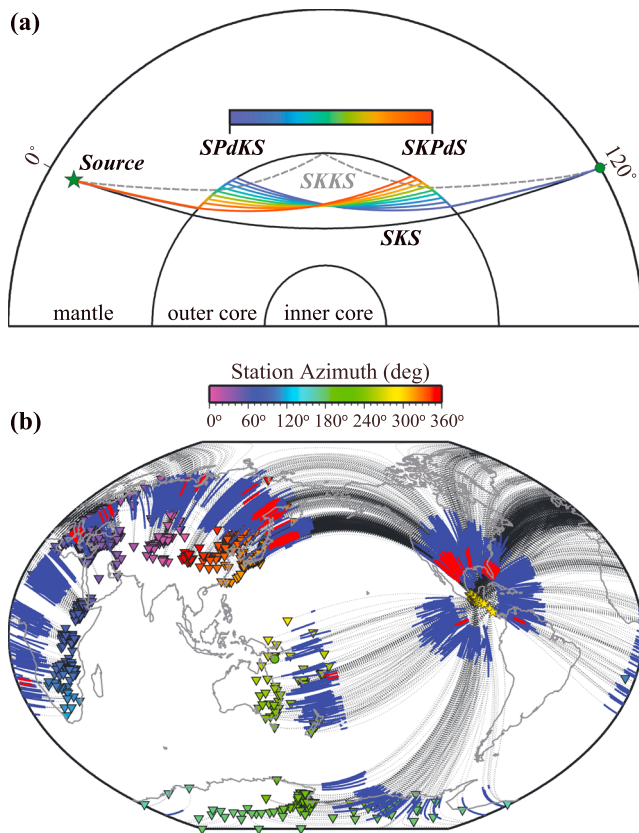 (a)
SPdKS SKPdS
0° Source SKKS 120°
SKS
mantle outer core inner core
Station Azimuth (deg)
0° 60° 120° 180° 240° 300° 360°
(b)